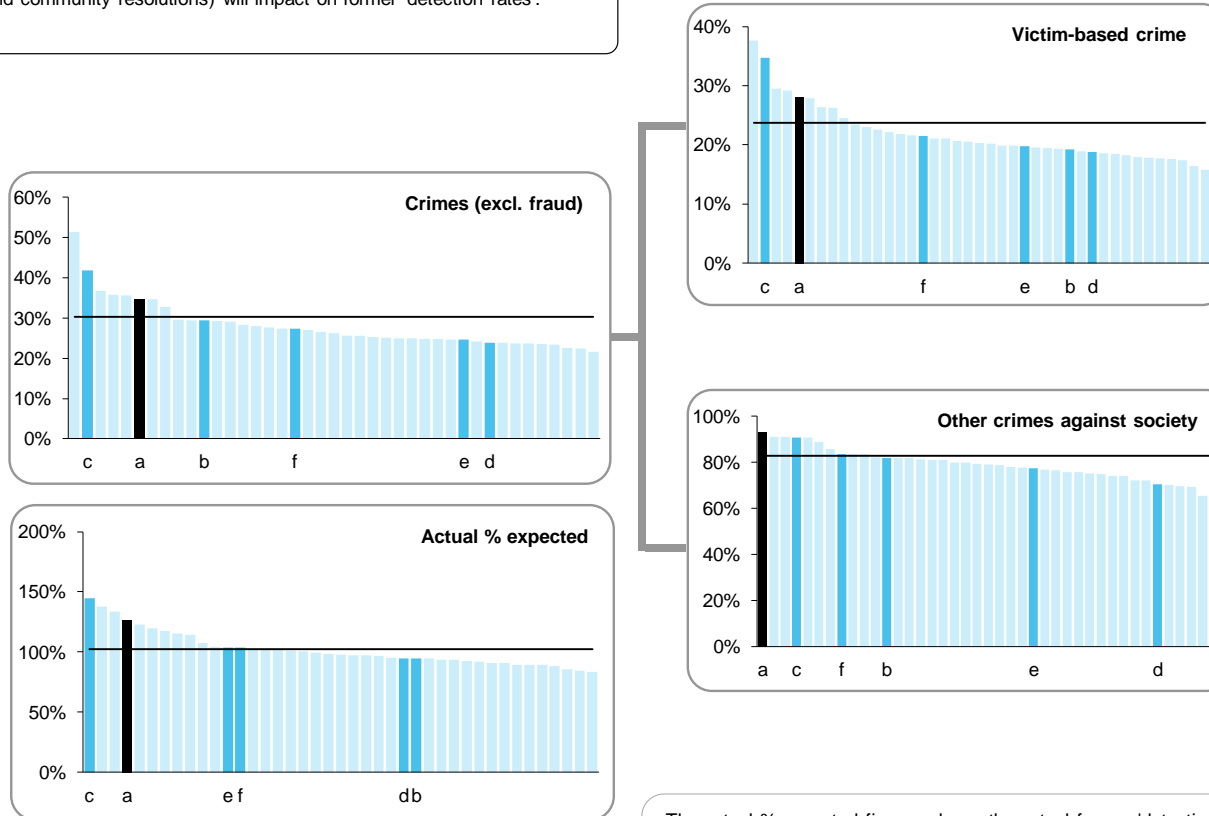 nd community resolutions) will impact on former 'detection rates'.
Crimes (excl. fraud)
60%
50%
40%
30%
20%
10%
0%
c a b f e d
Actual % expected
200%
150%
100%
50%
0%
c a e f d b
Victim-based crime
40%
30%
20%
10%
0%
c a f e b d
Other crimes against society
100%
80%
60%
40%
20%
0%
a c f b e d